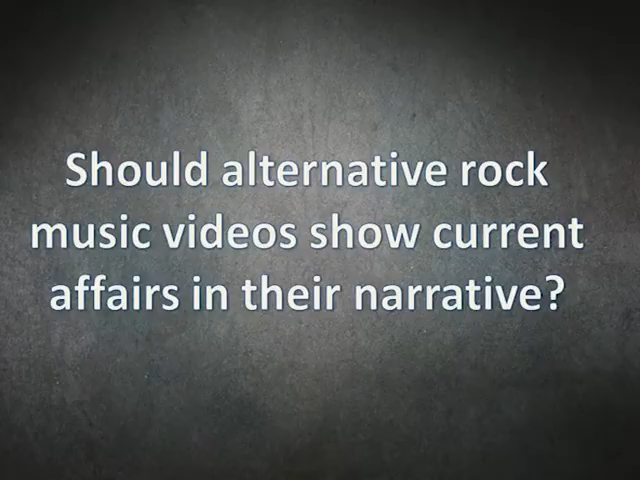 Should alternative rock
music videos show current
affairs in their narrative?